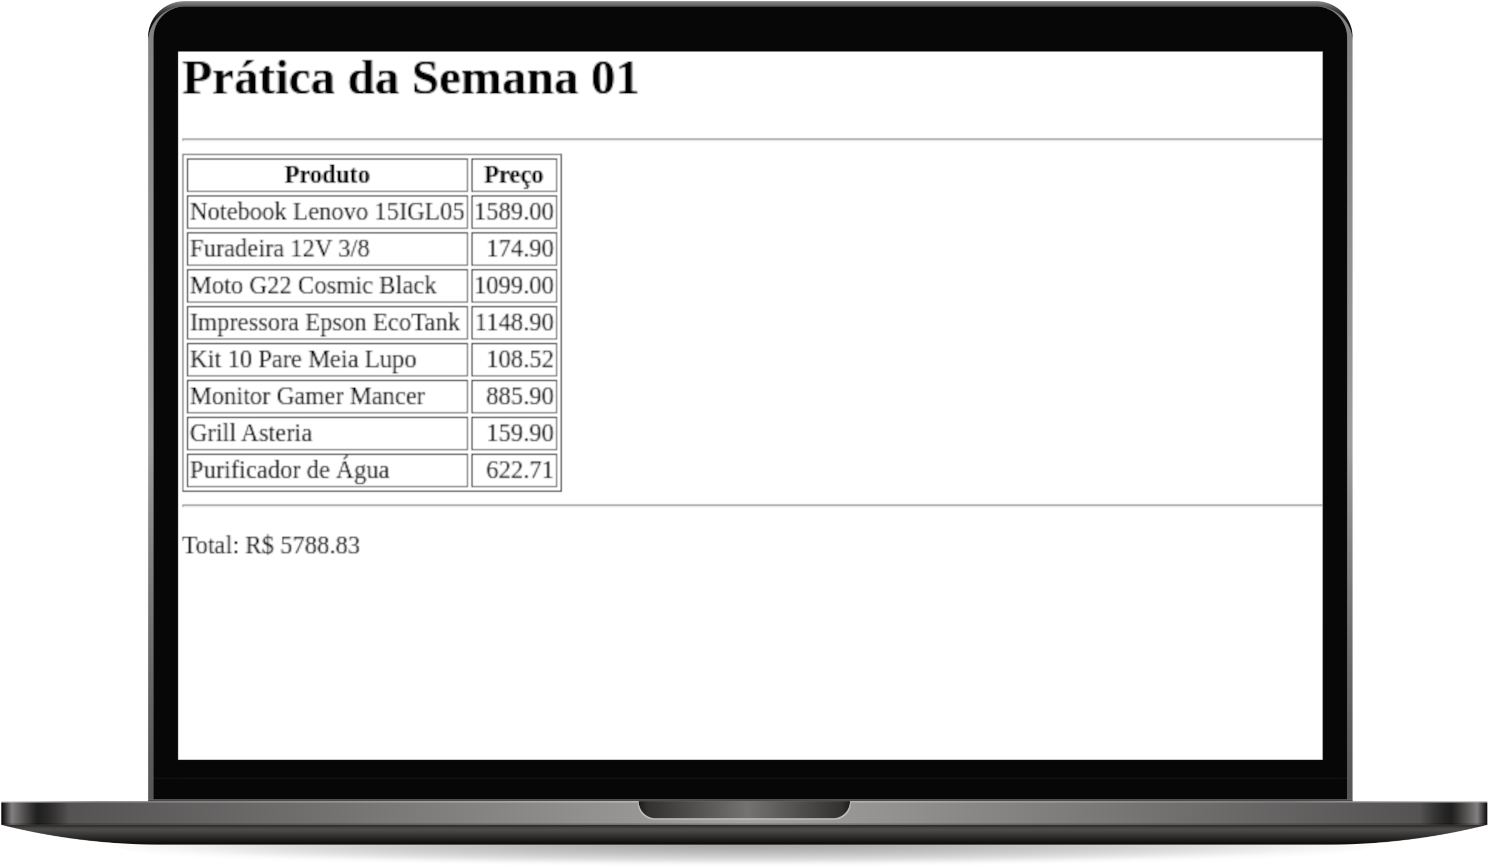 Prática da Semana 01
Produto Preço
Notebook Lenovo 15IGL05 1589.00
Furadeira 12V 3/8 174.90
Moto G22 Cosmic Black 1099.00
Impressora Epson EcoTank 1148.90
Kit 10 Pare Meia Lupo 108.52
Monitor Gamer Mancer 885.90
Grill Asteria 159.90
Purificador de Água 622.71
Total: R$ 5788.83